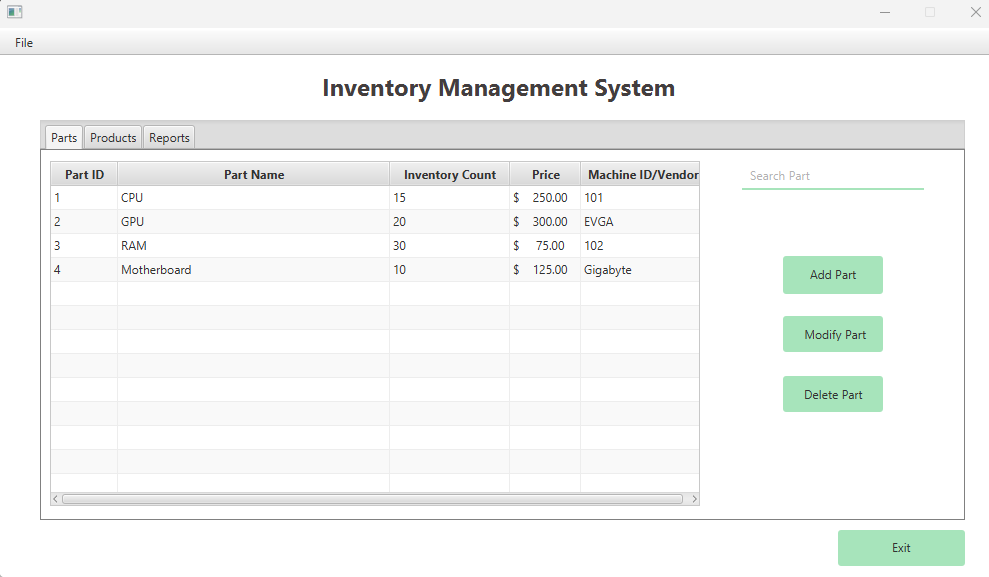 File
Inventory Management System
Parts Products Reports
Part ID Part Name Inventory Count Price Machine ID/Vendor
Search Part
1 CPU 15 $ 250.00 101
2 GPU 20 $ 300.00 EVGA
3 RAM 30 $ 75.00 102
4 Motherboard 10 $ 125.00 Gigabyte
Add Part
Modify Part
Delete Part
Exit